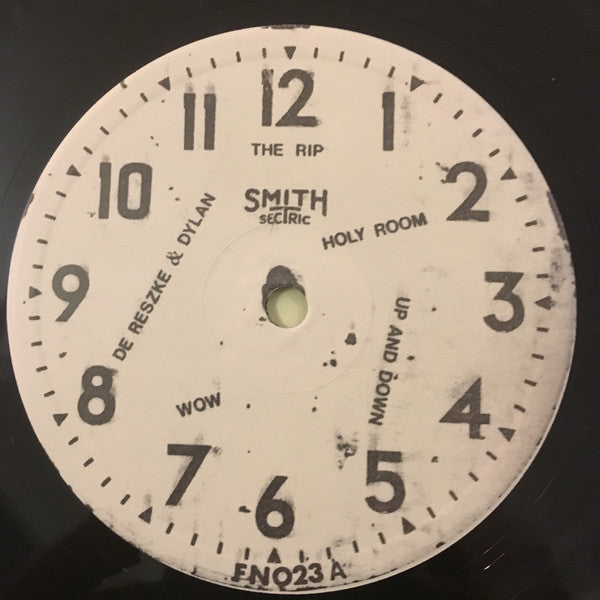 12
1
2
3
4
5
6
7
8
9
10
11
THE RIP
SMITH
SECTRIC
HOLY ROOM
UP AND DOWN
WOW
DE RESZKE & DYLAN
ENO23 A